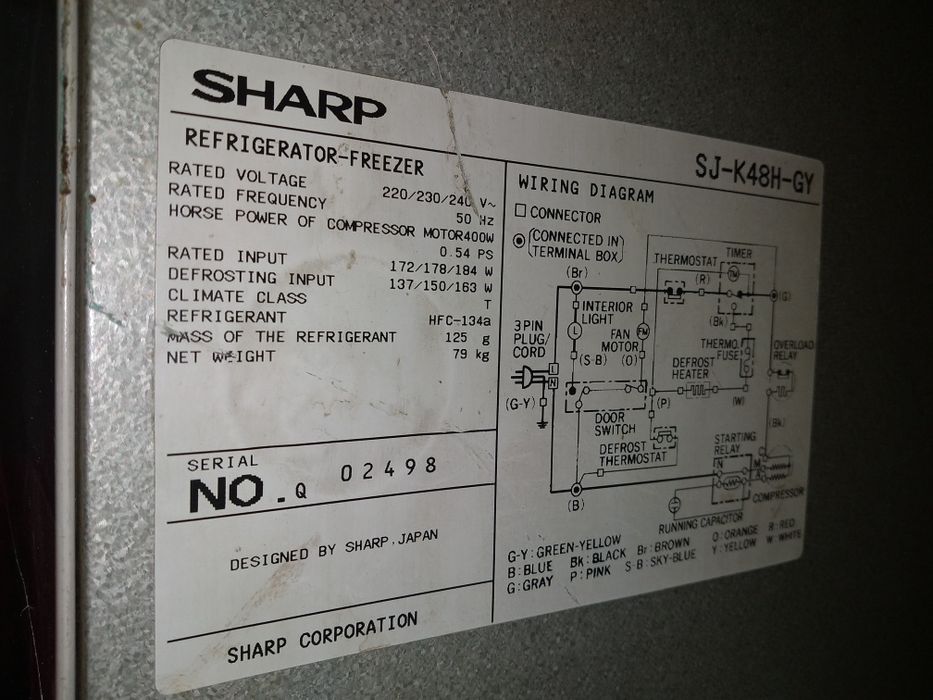 SHARP
SJ-K48H-GY
REFRIGERATOR-FREEZER
RATED VOLTAGE 220/230/240 V~
RATED FREQUENCY 50 Hz
HORSE POWER OF COMPRESSOR MOTOR400W
0.54 PS
RATED INPUT 172/178/184 W
DEFROSTING INPUT 137/150/163 W
CLIMATE CLASS T
REFRIGERANT HFC-134a
MASS OF THE REFRIGERANT 125 g
NET WEIGHT 79 kg
SERIAL
NO. Q 02498
DESIGNED BY SHARP, JAPAN
SHARP CORPORATION
WIRING DIAGRAM
CONNECTOR
(CONNECTED IN
TERMINAL BOX)
(Br)
THERMOSTAT
TIMER
(R)
TM
(G)
INTERIOR
LIGHT
L
FAN
MOTOR
FM
(Bk)
3PIN
PLUG/
CORD
(S-B)
(O)
THERMO.
FUSE
OVERLOAD
RELAY
L
N
DEFROST
HEATER
(G-Y)
(P)
(W)
DOOR
SWITCH
(Bk)
DEFROST
THERMOSTAT
STARTING
RELAY
N
M
A
COMPRESSOR
(B)
RUNNING CAPACITOR
G-Y:GREEN-YELLOW
B:BLUE Bk:BLACK Br:BROWN O:ORANGE R:RED
G:GRAY P:PINK S-B:SKY-BLUE Y:YELLOW W:WHITE